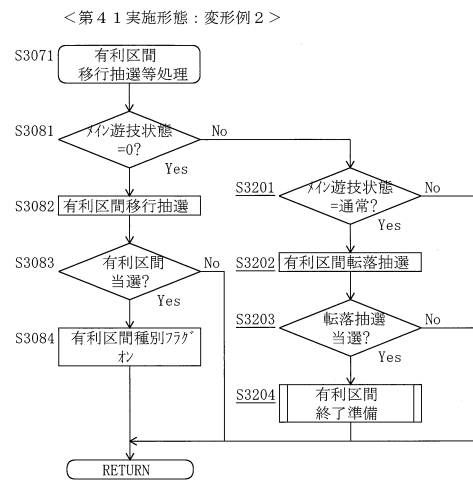 <第41実施形態：変形例2>
S3071
有利区間
移行抽選等処理
S3081
ﾒｲﾝ遊技状態
=0?
No
Yes
S3082
有利区間移行抽選
S3083
有利区間
当選?
No
Yes
S3084
有利区間種別ﾌﾗｸﾞ
ｵﾝ
S3201
ﾒｲﾝ遊技状態
=通常?
No
Yes
S3202
有利区間転落抽選
S3203
転落抽選
当選?
No
Yes
S3204
有利区間
終了準備
RETURN